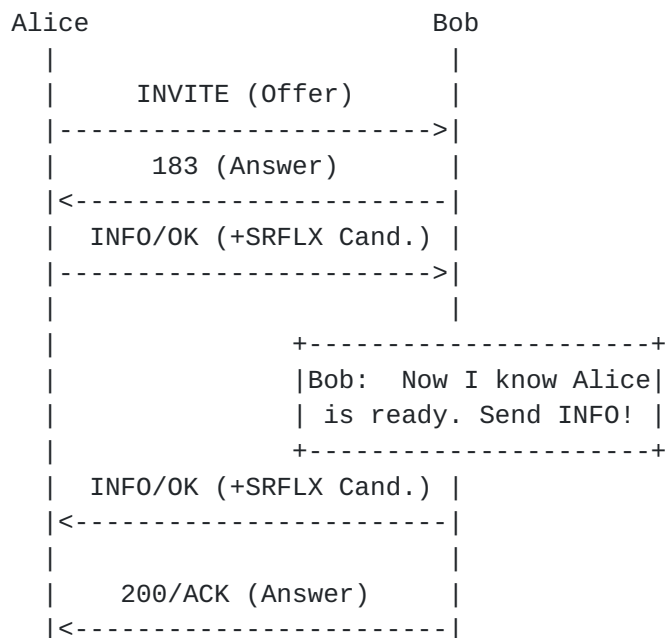 Alice Bob
INVITE (Offer)
183 (Answer)
INFO/OK (+SRFLX Cand.)
Bob: Now I know Alice
is ready. Send INFO!
INFO/OK (+SRFLX Cand.)
200/ACK (Answer)